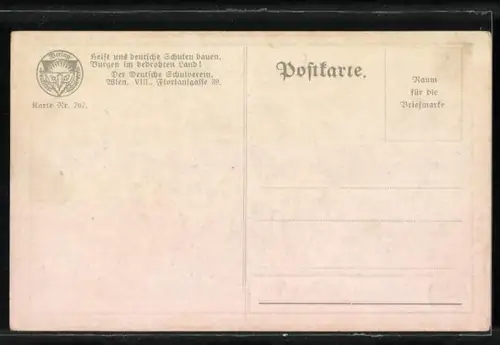 Helft uns deutsche Schulen bauen,
Burgen im bedrohten Land!
Der Deutsche Schulverein,
Wien, VIII., Florianigasse 39.
Karte Nr. 767.
Postkarte.
Raum
für die
Briefmarke